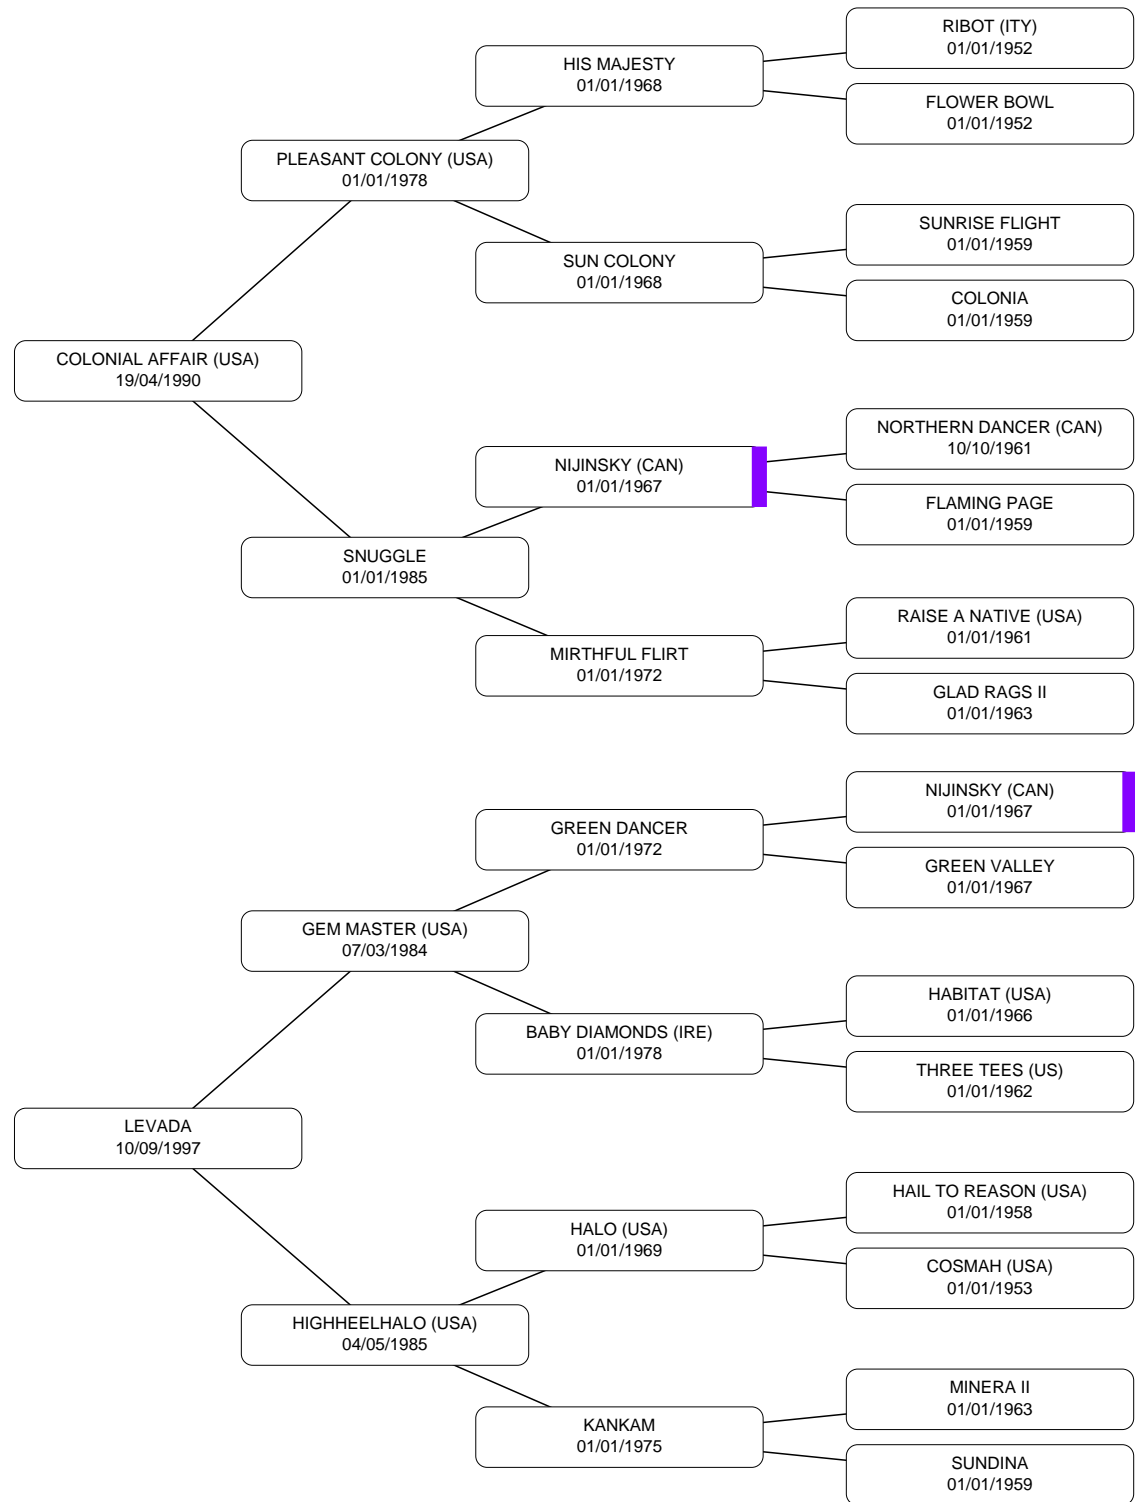 RIBOT (ITY)
01/01/1952
HIS MAJESTY
01/01/1968
FLOWER BOWL
01/01/1952
PLEASANT COLONY (USA)
01/01/1978
SUNRISE FLIGHT
01/01/1959
SUN COLONY
01/01/1968
COLONIA
01/01/1959
COLONIAL AFFAIR (USA)
19/04/1990
NORTHERN DANCER (CAN)
10/10/1961
NIJINSKY (CAN)
01/01/1967
FLAMING PAGE
01/01/1959
SNUGGLE
01/01/1985
RAISE A NATIVE (USA)
01/01/1961
MIRTHFUL FLIRT
01/01/1972
GLAD RAGS II
01/01/1963
NIJINSKY (CAN)
01/01/1967
GREEN DANCER
01/01/1972
GREEN VALLEY
01/01/1967
GEM MASTER (USA)
07/03/1984
HABITAT (USA)
01/01/1966
BABY DIAMONDS (IRE)
01/01/1978
THREE TEES (US)
01/01/1962
LEVADA
10/09/1997
HAIL TO REASON (USA)
01/01/1958
HALO (USA)
01/01/1969
COSMAH (USA)
01/01/1953
HIGHHEELHALO (USA)
04/05/1985
MINERA II
01/01/1963
KANKAM
01/01/1975
SUNDINA
01/01/1959